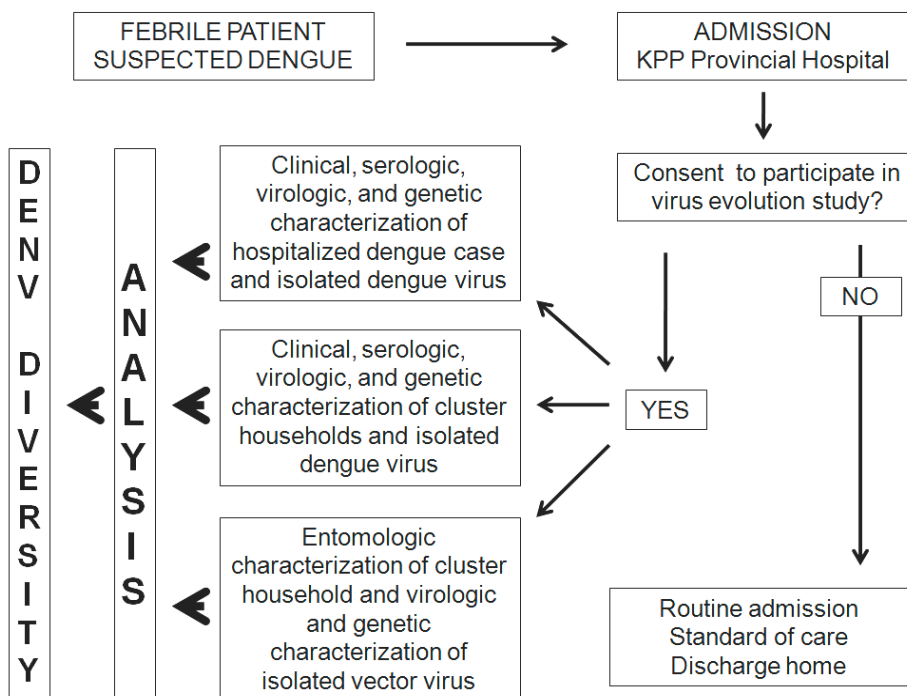 FEBRILE PATIENT
SUSPECTED DENGUE
ADMISSION
KPP Provincial Hospital
Consent to participate in
virus evolution study?
NO
YES
Routine admission
Standard of care
Discharge home
Clinical, serologic,
virologic, and genetic
characterization of
hospitalized dengue case
and isolated dengue virus
Clinical, serologic,
virologic, and genetic
characterization of cluster
households and isolated
dengue virus
Entomologic
characterization of cluster
household and virologic
and genetic
characterization of
isolated vector virus
ANALYSIS
DENV DIVERSITY